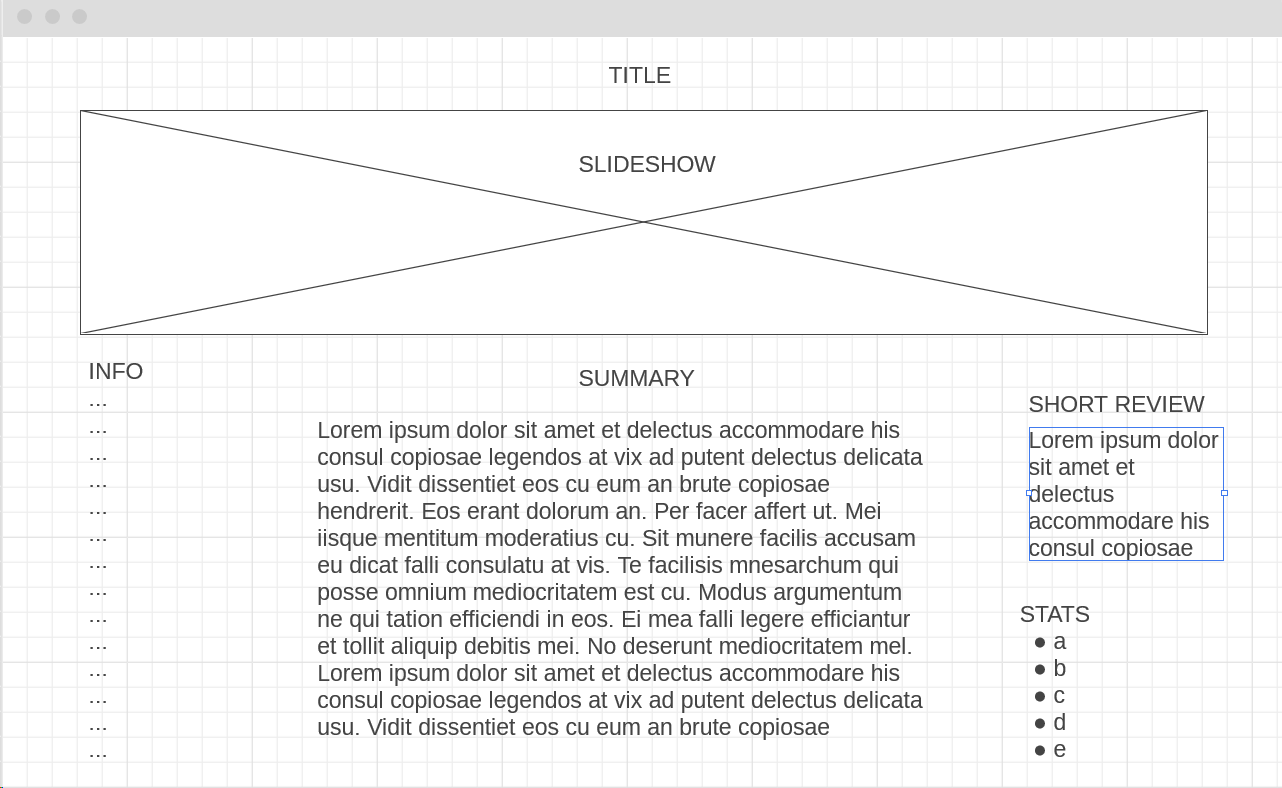 TITLE
SLIDESHOW
INFO
...
...
...
...
...
...
...
...
...
...
...
...
...
...
SUMMARY
Lorem ipsum dolor sit amet et delectus accommodare his
consul copiosae legendos at vix ad putent delectus delicata
usu. Vidit dissentiet eos cu eum an brute copiosae
hendrerit. Eos erant dolorum an. Per facer affert ut. Mei
iisque mentitum moderatius cu. Sit munere facilis accusam
eu dicat falli consulatu at vis. Te facilisis mnesarchum qui
posse omnium mediocritatem est cu. Modus argumentum
ne qui tation efficiendi in eos. Ei mea falli legere efficiantur
et tollit aliquip debitis mei. No deserunt mediocritatem mel.
Lorem ipsum dolor sit amet et delectus accommodare his
consul copiosae legendos at vix ad putent delectus delicata
usu. Vidit dissentiet eos cu eum an brute copiosae
SHORT REVIEW
Lorem ipsum dolor
sit amet et
delectus
accommodare his
consul copiosae
STATS
● a
● b
● c
● d
● e